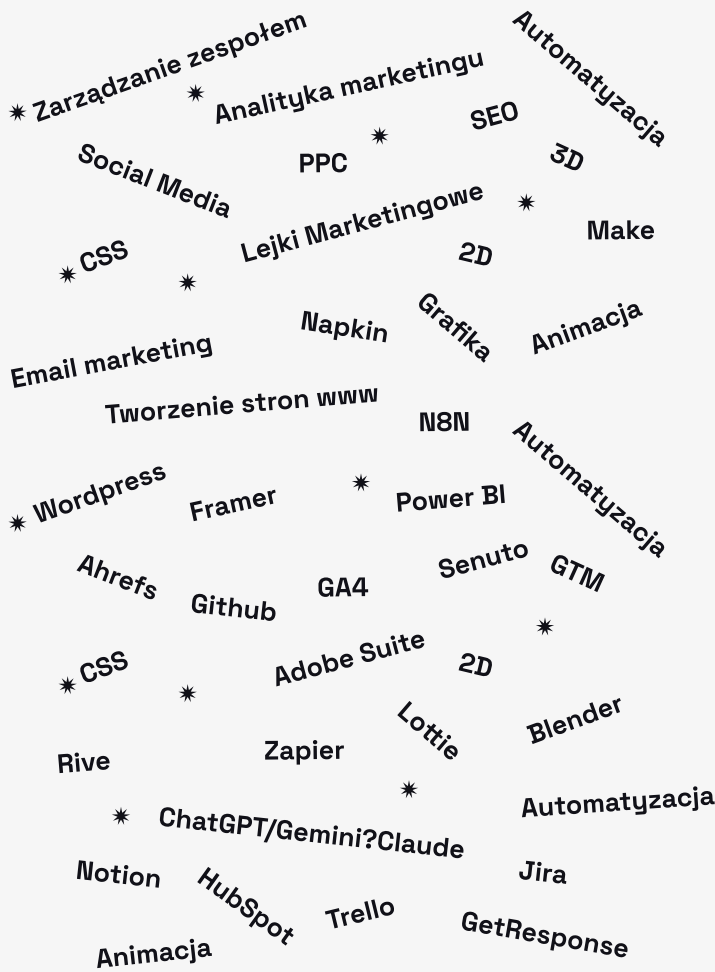 Zarządzanie zespołem
Automatyzacja
Analityka marketingu
SEO
PPC
3D
Social Media
Lejki Marketingowe
Make
CSS
2D
Napkin
Grafika
Animacja
Email marketing
Tworzenie stron www
N8N
Automatyzacja
Wordpress
Framer
Power BI
Ahrefs
Senuto
GTM
GA4
Github
CSS
Adobe Suite
2D
Lottie
Blender
Rive
Zapier
Automatyzacja
ChatGPT/Gemini?Claude
Notion
Jira
HubSpot
Trello
GetResponse
Animacja